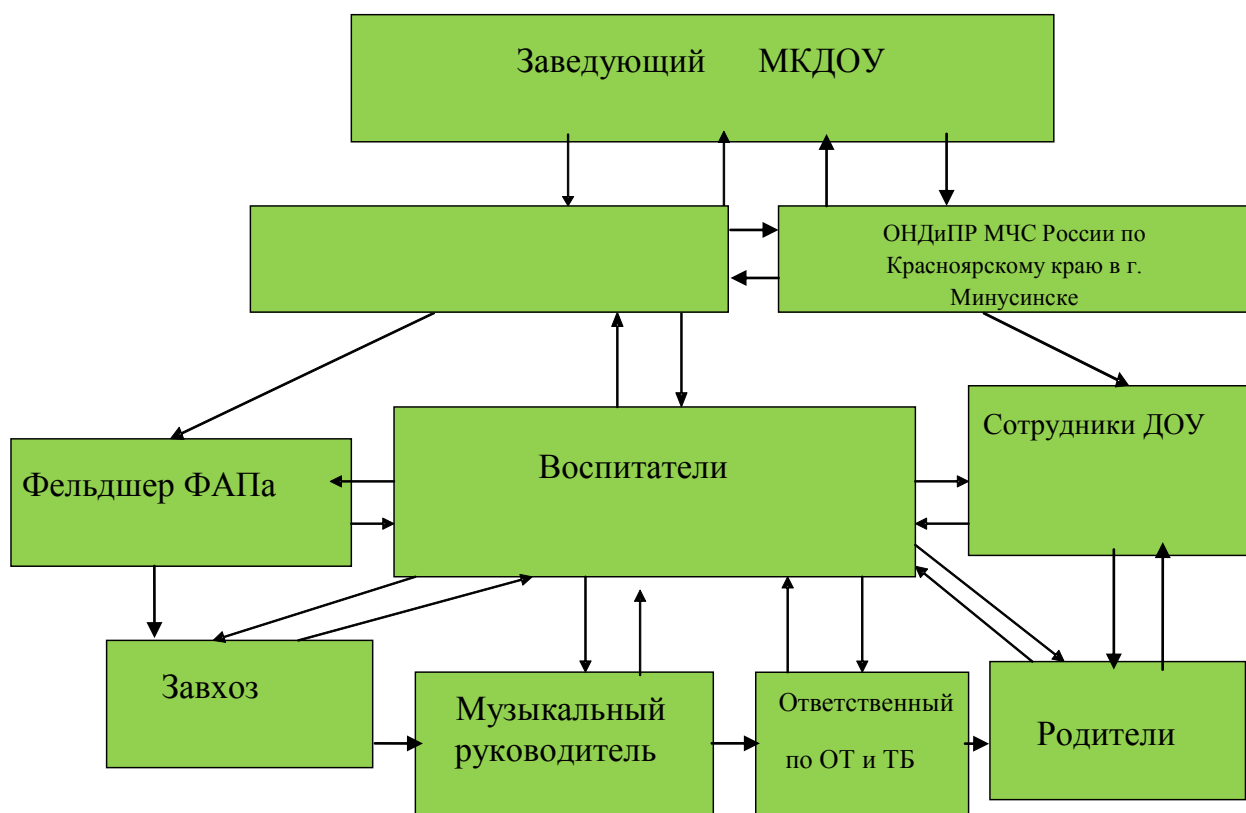 Заведующий МКДОУ
ОНДиПР МЧС России по
Красноярскому краю в г.
Минусинске
Сотрудники ДОУ
Воспитатели
Фельдшер ФАПа
Завхоз
Музыкальный
руководитель
Ответственный
по ОТ и ТБ
Родители